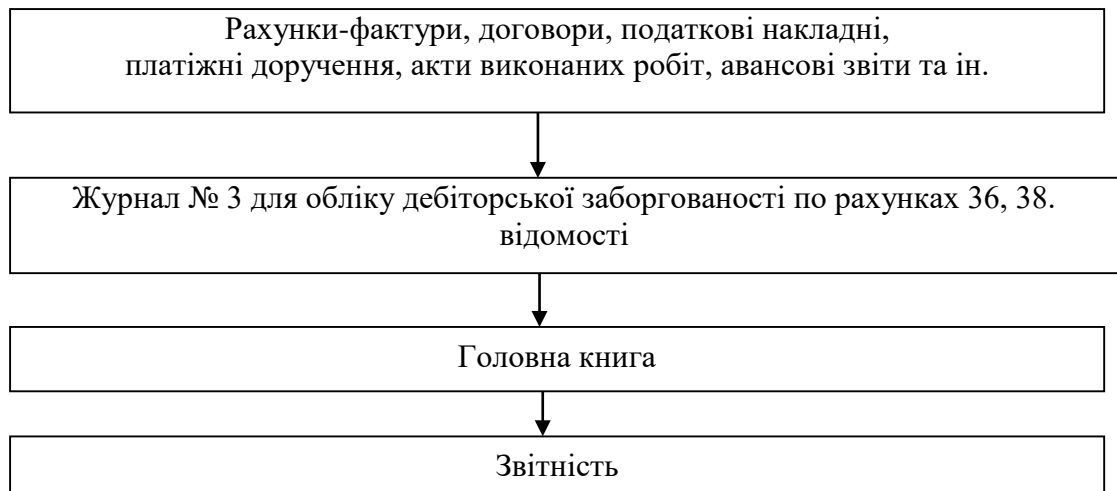 Рахунки-фактури, договори, податкові накладні,
платіжні доручення, акти виконаних робіт, авансові звіти та ін.
Журнал № 3 для обліку дебіторської заборгованості по рахунках 36, 38.
відомості
Головна книга
Звітність